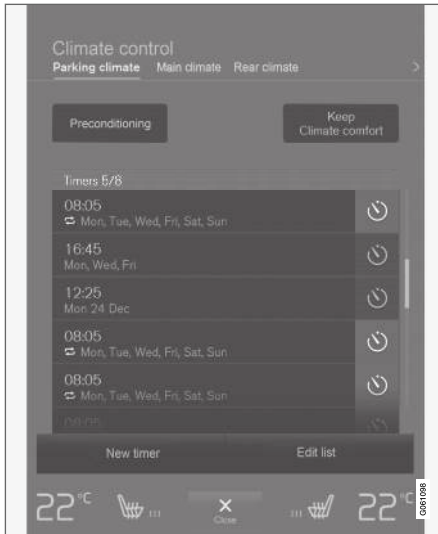 Climate control
Parking climate Main climate Rear climate
Preconditioning
Keep
Climate comfort
Timers 5/8
08:05
Mon, Tue, Wed, Fri, Sat, Sun
16:45
Mon, Wed, Fri
12:25
Mon 24 Dec
08:05
Mon, Tue, Wed, Fri, Sat, Sun
08:05
Mon, Tue, Wed, Fri, Sat, Sun
08:05
New timer Edit list
22°C
Close
22°C
G061098